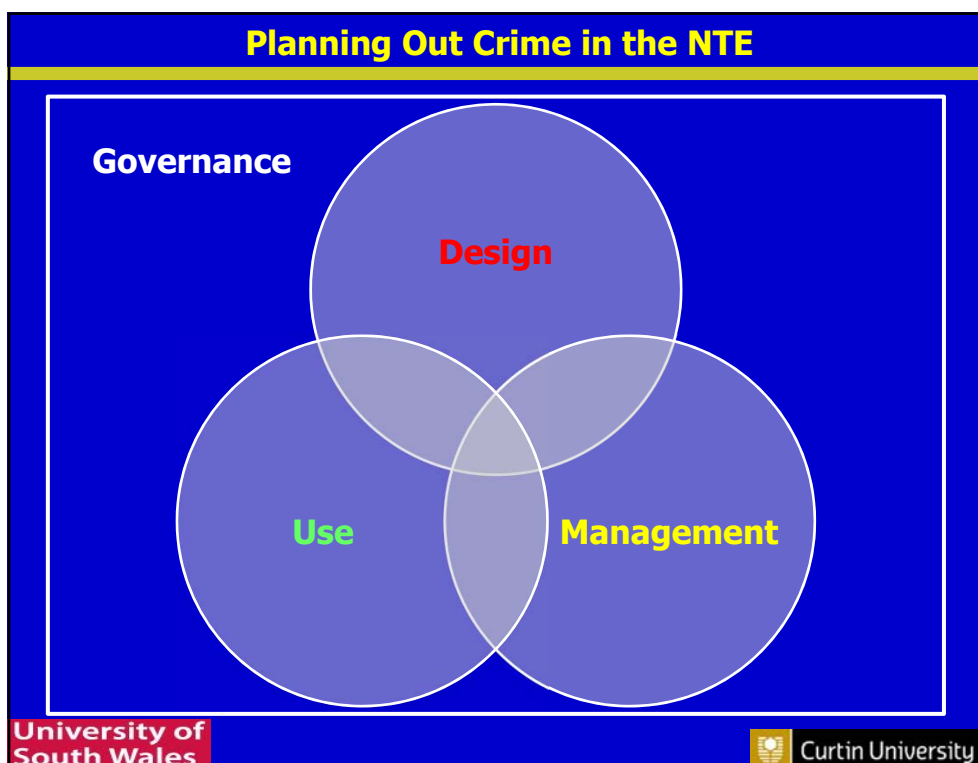 Planning Out Crime in the NTE
Governance
Design
Use
Management
University of
South Wales
Curtin University